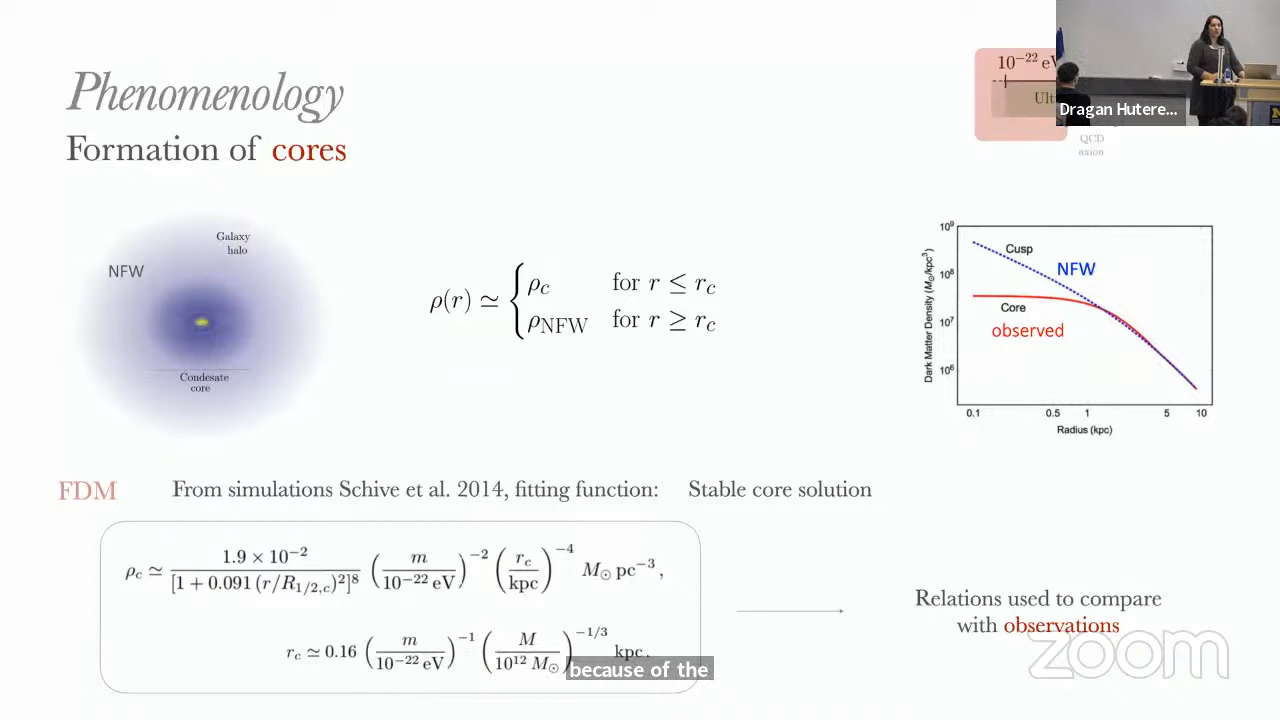 Phenomenology
Formation of cores
10⁻²² eV
Dragan Hutere...
QCD
axion
Galaxy
halo
NFW
Condesate
core
ρ(r) ≃ { ρ_c for r ≤ r_c
ρ_NFW for r ≥ r_c
Dark Matter Density (M⊙/kpc³)
10⁹
10⁸
10⁷
10⁶
Cusp
NFW
Core
observed
0.1 0.5 1 5 10
Radius (kpc)
FDM From simulations Schive et al. 2014, fitting function: Stable core solution
ρ_c ≃ 1.9 × 10⁻² / [1 + 0.091 (r/R_{1/2,c})²]⁸ (m / 10⁻²² eV)⁻² (r_c / kpc)⁻⁴ M⊙ pc⁻³,
r_c ≃ 0.16 (m / 10⁻²² eV)⁻¹ (M / 10¹² M⊙)^{−1/3} kpc.
Relations used to compare
with observations
because of the
zoom